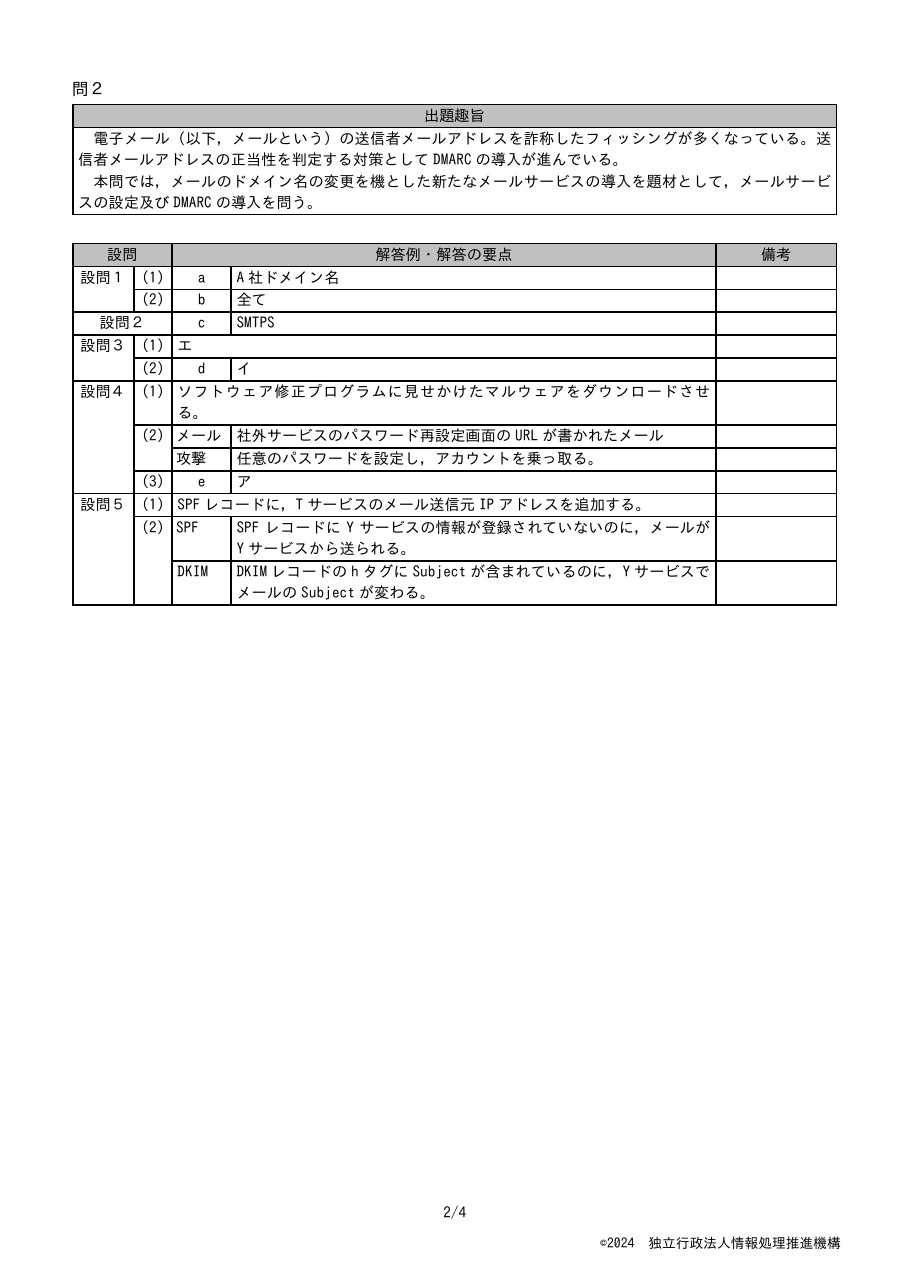 問２
出題趣旨
電子メール（以下，メールという）の送信者メールアドレスを詐称したフィッシングが多くなっている。送
信者メールアドレスの正当性を判定する対策として DMARC の導入が進んでいる。
本問では，メールのドメイン名の変更を機とした新たなメールサービスの導入を題材として，メールサービ
スの設定及び DMARC の導入を問う。
設問 解答例・解答の要点 備考
設問１ (1) a A 社ドメイン名
(2) b 全て
設問２ c SMTPS
設問３ (1) エ
(2) d イ
設問４ (1) ソフトウェア修正プログラムに見せかけたマルウェアをダウンロードさせ
る。
(2) メール 社外サービスのパスワード再設定画面の URL が書かれたメール
攻撃 任意のパスワードを設定し，アカウントを乗っ取る。
(3) e ア
設問５ (1) SPF レコードに，T サービスのメール送信元 IP アドレスを追加する。
(2) SPF SPF レコードに Y サービスの情報が登録されていないのに，メールが
Y サービスから送られる。
DKIM DKIM レコードの h タグに Subject が含まれているのに，Y サービスで
メールの Subject が変わる。
2/4
©2024 独立行政法人情報処理推進機構